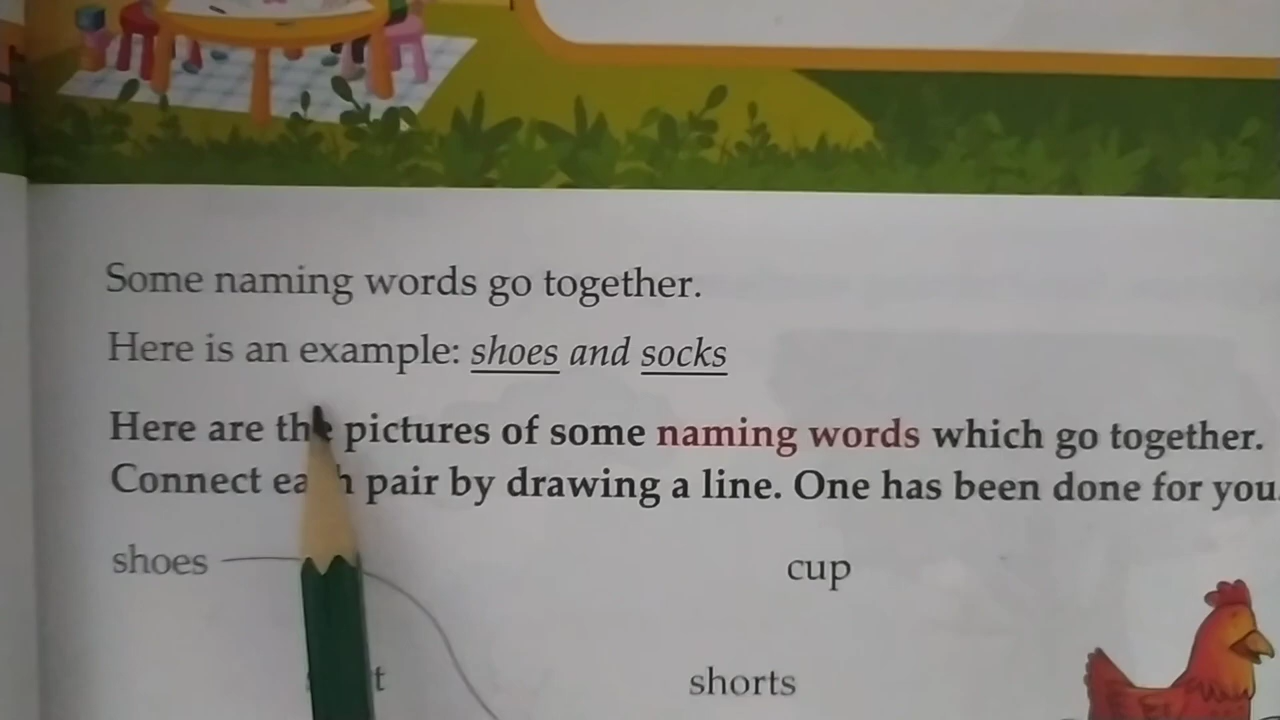 Some naming words go together.
Here is an example: shoes and socks
Here are the pictures of some naming words which go together.
Connect each pair by drawing a line. One has been done for you.
shoes
cup
shorts